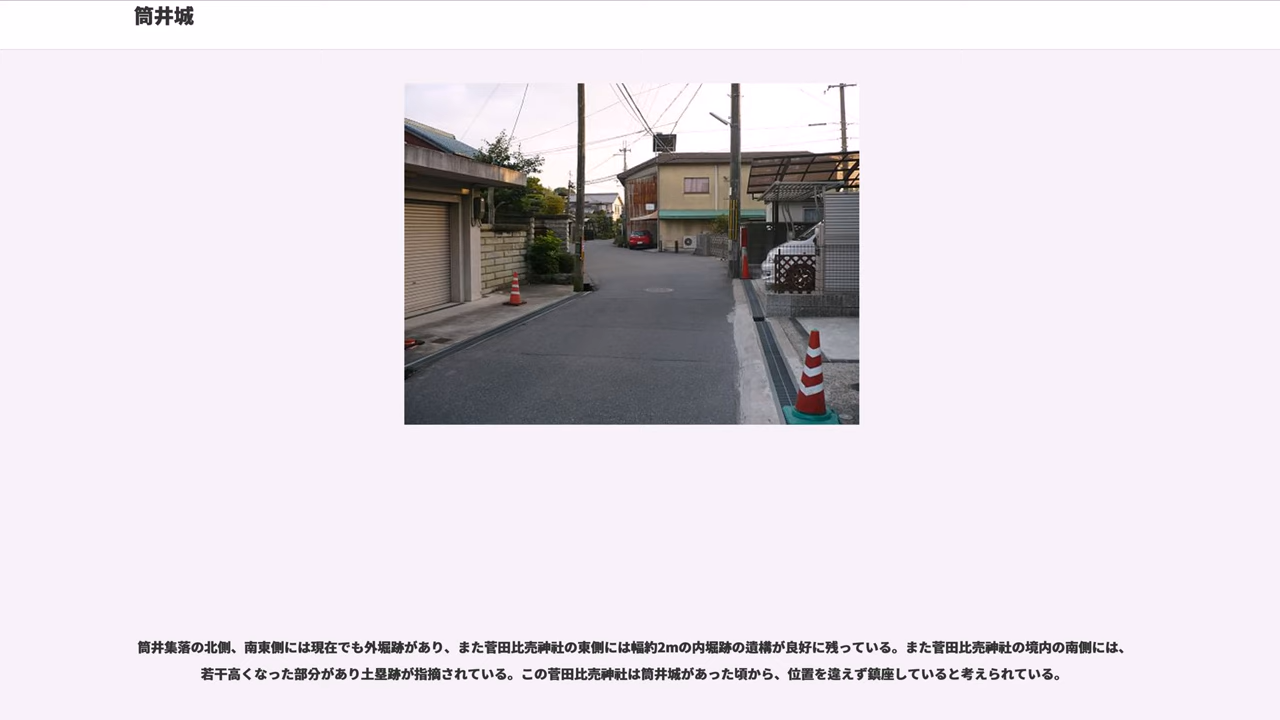 筒井城
筒井集落の北側、南東側には現在でも外堀跡があり、また菅田比売神社の東側には幅約2mの内堀跡の遺構が良好に残っている。また菅田比売神社の境内の南側には、
若干高くなった部分があり土塁跡が指摘されている。この菅田比売神社は筒井城があった頃から、位置を違えず鎮座していると考えられている。